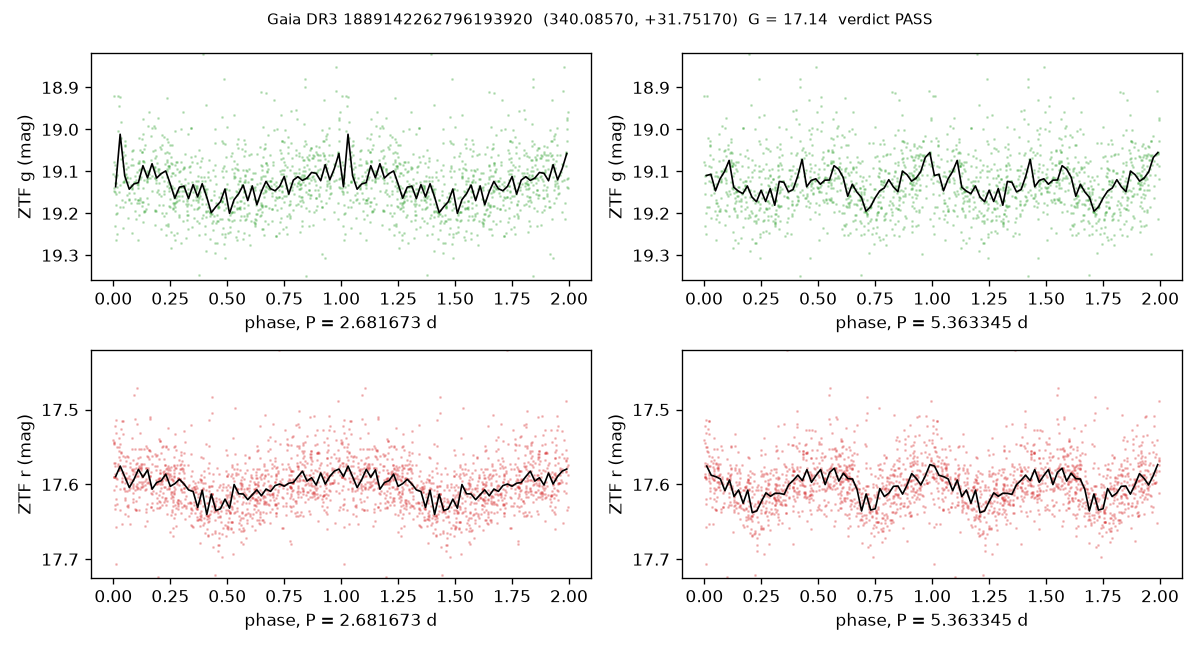 Gaia DR3 1889142262796193920  (340.08570, +31.75170)  G = 17.14  verdict PASS
ZTF g (mag)
18.9
19.0
19.1
19.2
19.3
0.00 0.25 0.50 0.75 1.00 1.25 1.50 1.75 2.00
phase, P = 2.681673 d
ZTF g (mag)
18.9
19.0
19.1
19.2
19.3
0.00 0.25 0.50 0.75 1.00 1.25 1.50 1.75 2.00
phase, P = 5.363345 d
ZTF r (mag)
17.5
17.6
17.7
0.00 0.25 0.50 0.75 1.00 1.25 1.50 1.75 2.00
phase, P = 2.681673 d
ZTF r (mag)
17.5
17.6
17.7
0.00 0.25 0.50 0.75 1.00 1.25 1.50 1.75 2.00
phase, P = 5.363345 d